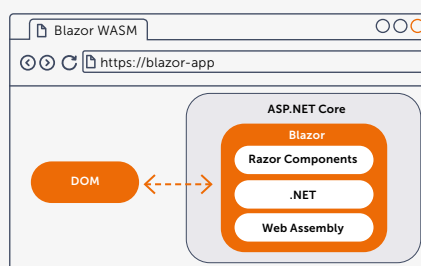 Blazor WASM
https://blazor-app
ASP.NET Core
Blazor
Razor Components
DOM
.NET
Web Assembly